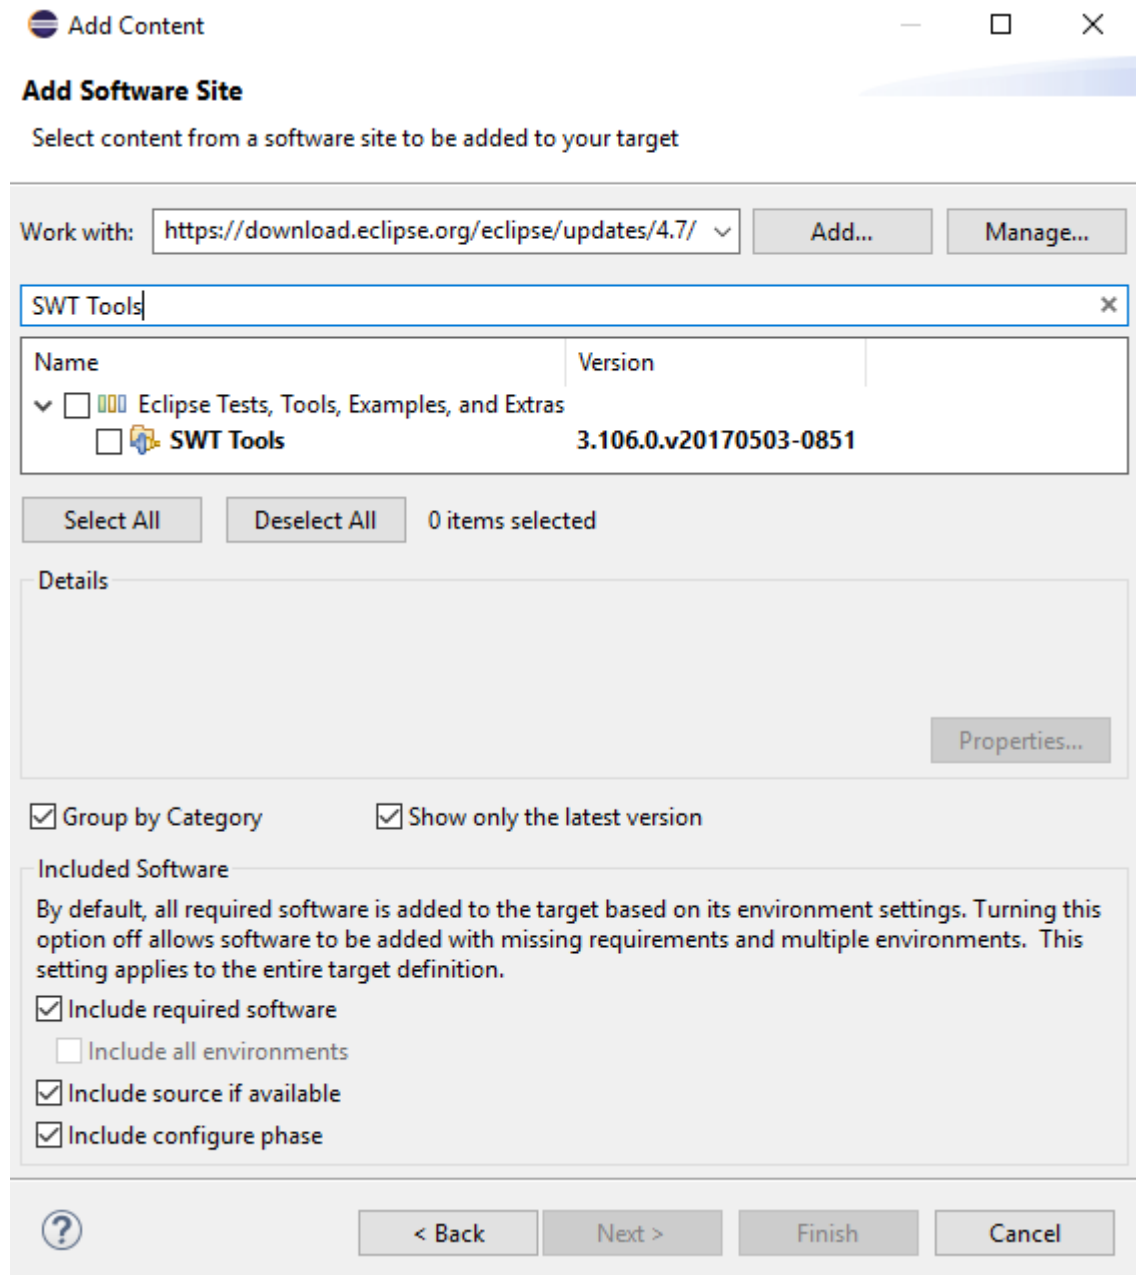 Add Content
Add Software Site
Select content from a software site to be added to your target
Work with: https://download.eclipse.org/eclipse/updates/4.7/ Add... Manage...
SWT Tools
Name Version
Eclipse Tests, Tools, Examples, and Extras
SWT Tools 3.106.0.v20170503-0851
Select All Deselect All 0 items selected
Details
Properties...
Group by Category Show only the latest version
Included Software
By default, all required software is added to the target based on its environment settings. Turning this
option off allows software to be added with missing requirements and multiple environments.  This
setting applies to the entire target definition.
Include required software
Include all environments
Include source if available
Include configure phase
? < Back Next > Finish Cancel